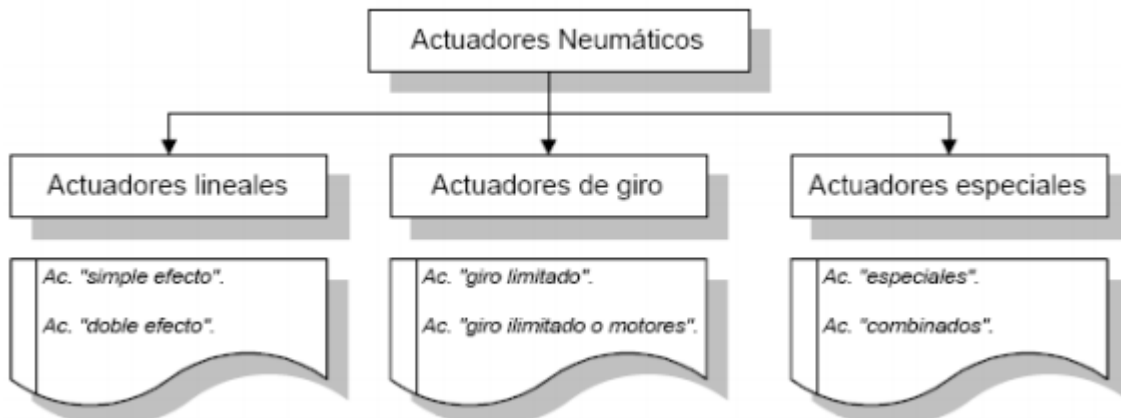 Actuadores Neumáticos
Actuadores lineales
Actuadores de giro
Actuadores especiales
Ac. "simple efecto".
Ac. "doble efecto".
Ac. "giro limitado".
Ac. "giro ilimitado o motores".
Ac. "especiales".
Ac. "combinados".